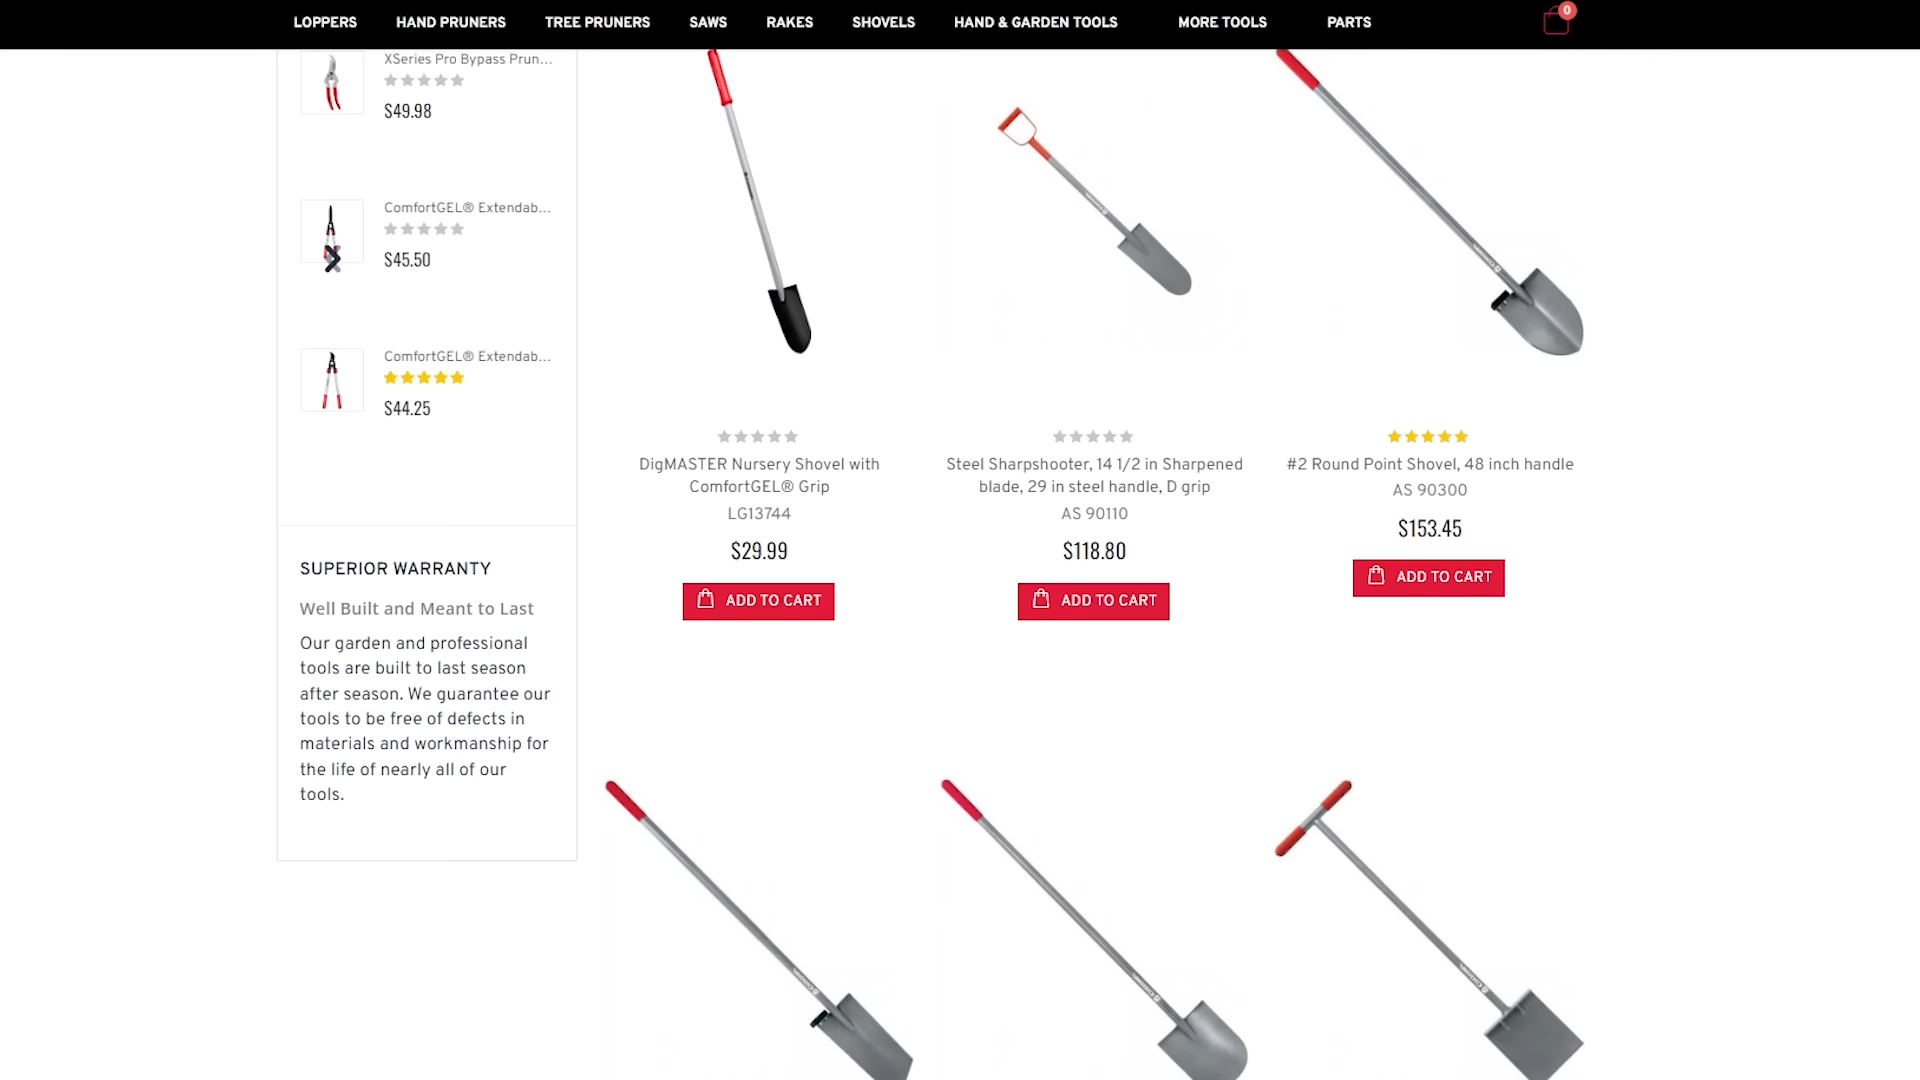 LOPPERS HAND PRUNERS TREE PRUNERS SAWS RAKES SHOVELS HAND & GARDEN TOOLS MORE TOOLS PARTS 0
XSeries Pro Bypass Prun...
$49.98
ComfortGEL® Extendab...
$45.50
ComfortGEL® Extendab...
$44.25
SUPERIOR WARRANTY
Well Built and Meant to Last
Our garden and professional
tools are built to last season
after season. We guarantee our
tools to be free of defects in
materials and workmanship for
the life of nearly all of our
tools.
DigMASTER Nursery Shovel with
ComfortGEL® Grip
LG13744
$29.99
ADD TO CART
Steel Sharpshooter, 14 1/2 in Sharpened
blade, 29 in steel handle, D grip
AS 90110
$118.80
ADD TO CART
#2 Round Point Shovel, 48 inch handle
AS 90300
$153.45
ADD TO CART